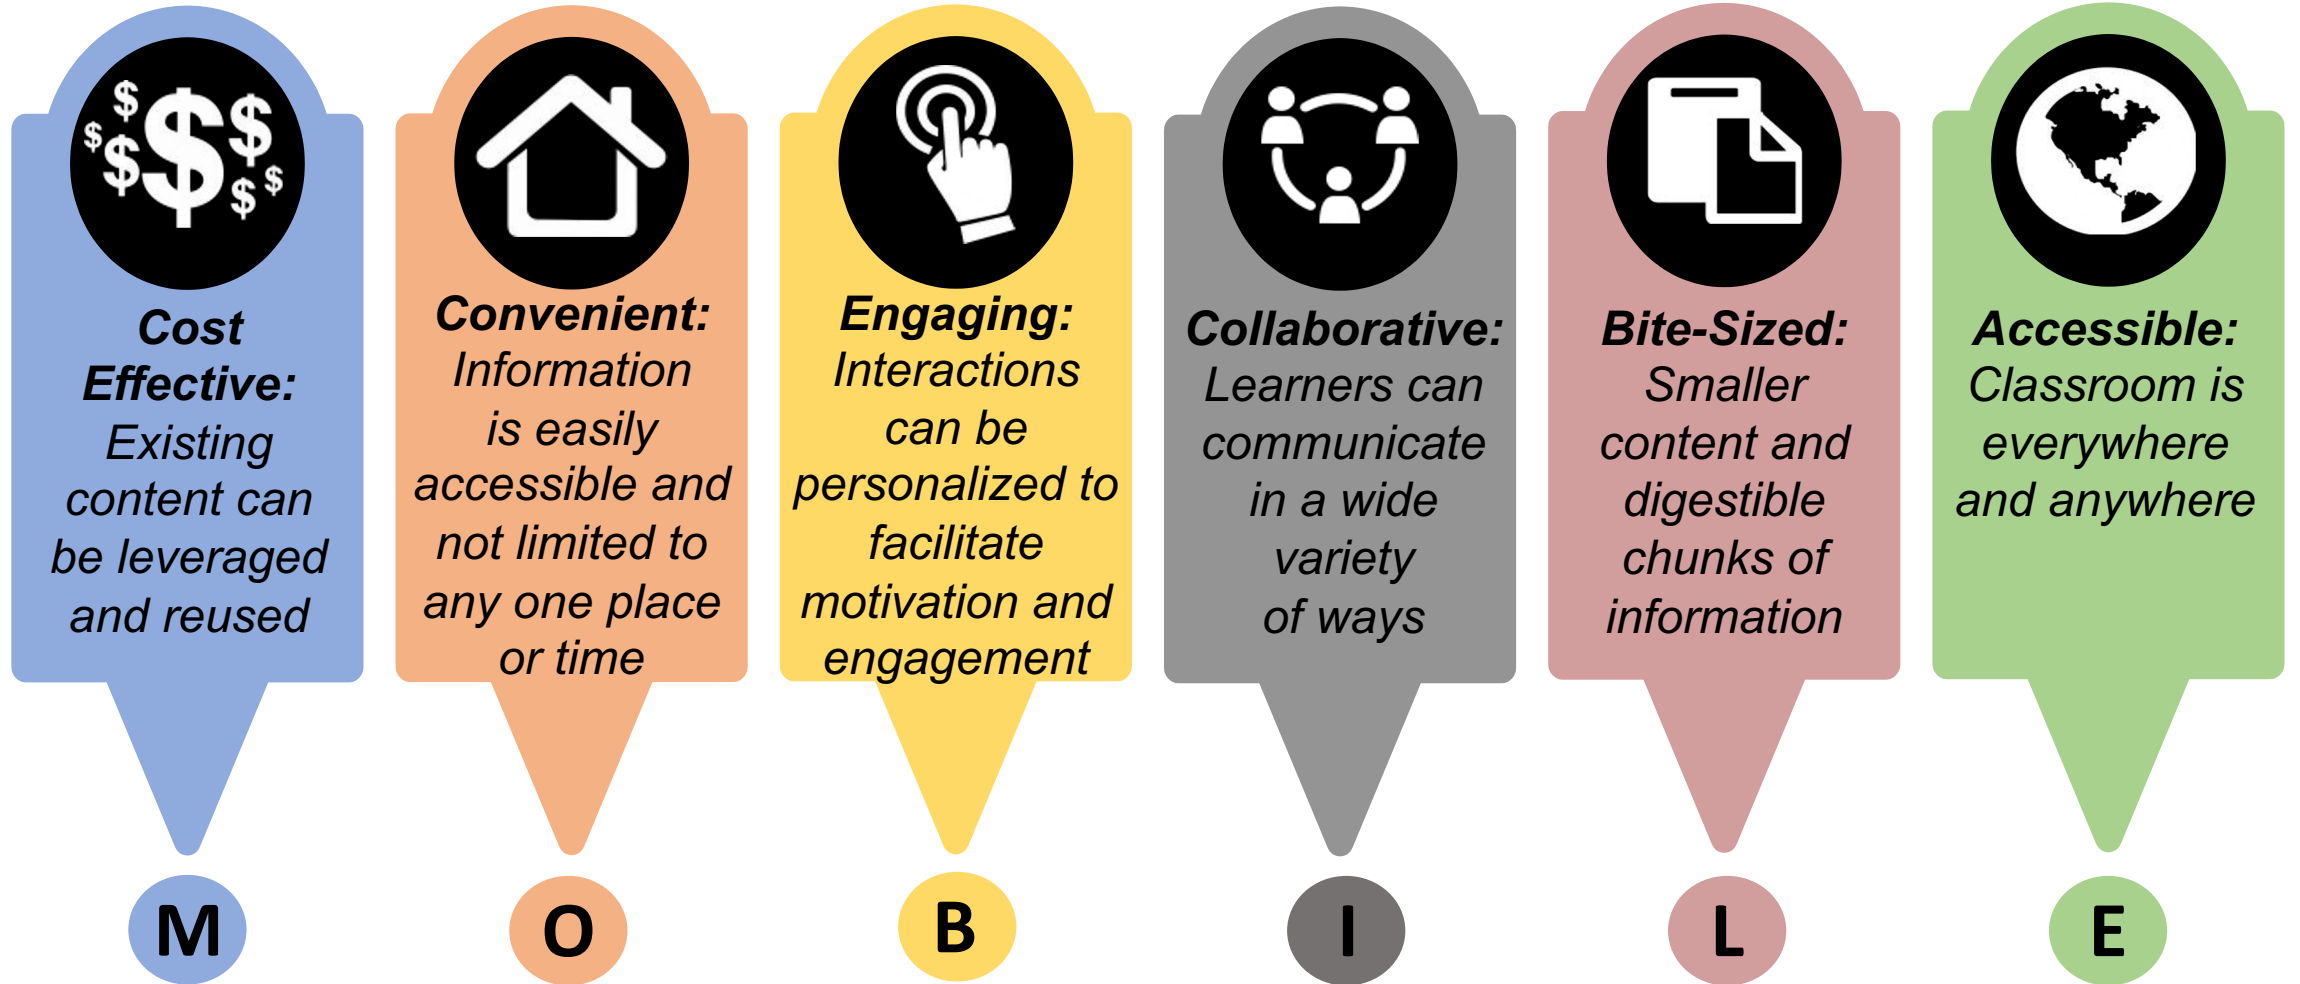 Cost
Effective:
Existing
content can
be leveraged
and reused
Convenient:
Information
is easily
accessible and
not limited to
any one place
or time
Engaging:
Interactions
can be
personalized to
facilitate
motivation and
engagement
Collaborative:
Learners can
communicate
in a wide
variety
of ways
Bite-Sized:
Smaller
content and
digestible
chunks of
information
Accessible:
Classroom is
everywhere
and anywhere
M
O
B
I
L
E